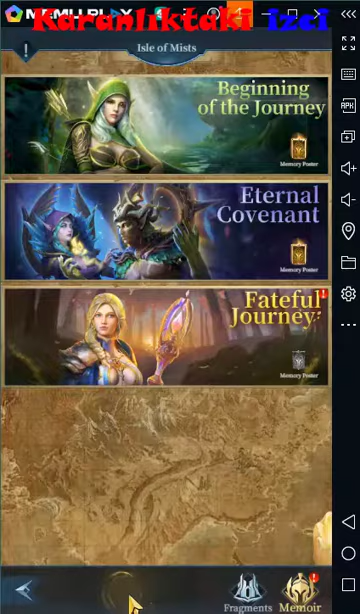 Karanlıktaki izci
Isle of Mists
Beginning
of the Journey
Memory Poster
Eternal
Covenant
Memory Poster
Fateful
Journey
Memory Poster
Fragments
Memoir